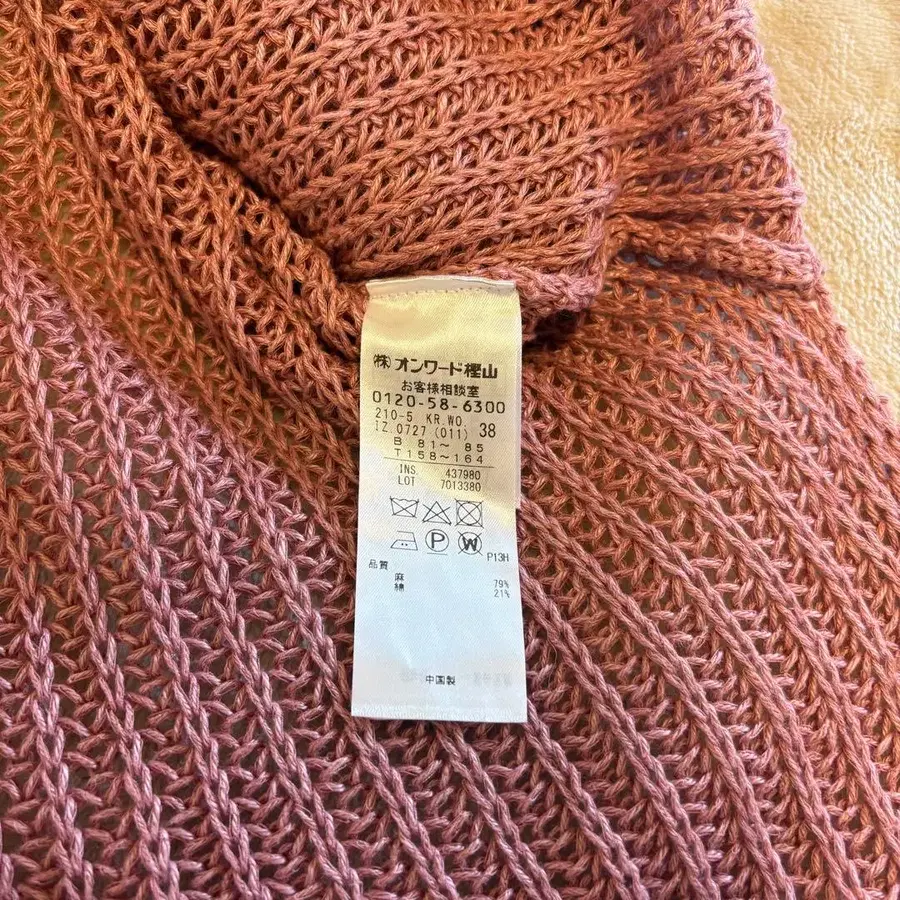 ㈱オンワード樫山
お客様相談室
0120-58-6300
210-5 KR.WO.
IZ.0727 (011) 38
B 81～ 85
T158～164
INS. 437980
LOT 7013380
P W P13H
品質
麻 79%
綿 21%
中国製